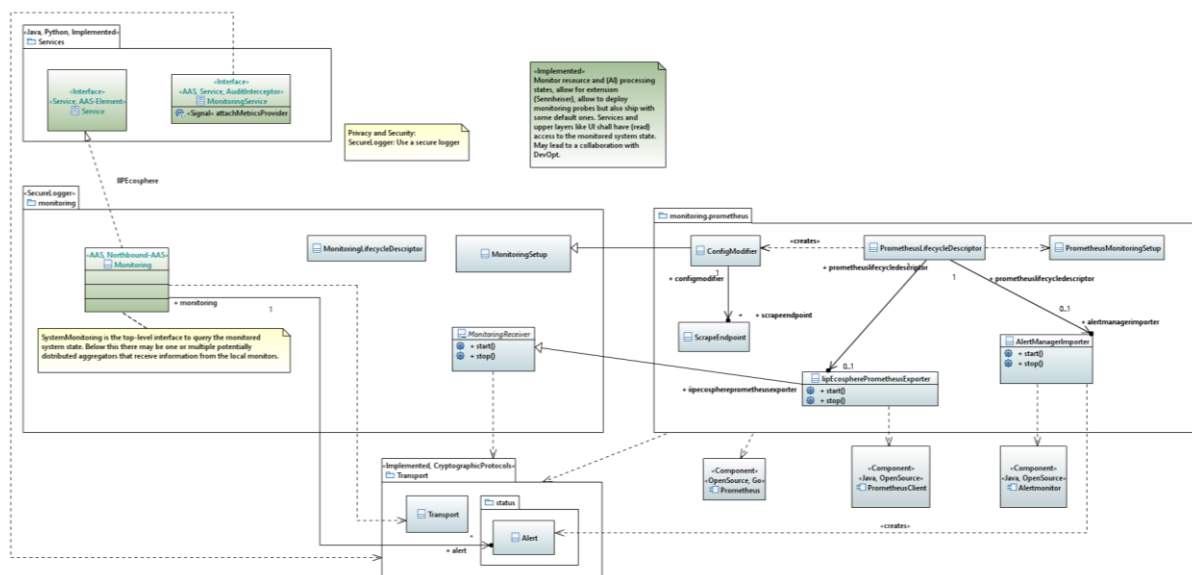 «Java, Python, Implemented»
Services
«Interface»
«Service, AAS-Element»
Service
«Interface»
«AAS, Service, AuditInterceptor»
MonitoringService
«Signal» attachMetricsProvider
Privacy and Security:
SecureLogger: Use a secure logger
«Implemented»
Monitor resource and (AI) processing
states, allow for extension
(Sennheiser), allow to deploy
monitoring probes but also ship with
some default ones. Services and
upper layers like UI shall have (read)
access to the monitored system state.
May lead to a collaboration with
DevOpt.
IIPEcosphere
«SecureLogger»
monitoring
«AAS, Northbound-AAS»
Monitoring
MonitoringLifecycleDescriptor
MonitoringSetup
+ monitoring
1
SystemMonitoring is the top-level interface to query the monitored
system state. Below this there may be one or multiple potentially
distributed aggregators that receive information from the local monitors.
MonitoringReceiver
+ start()
+ stop()
monitoring.prometheus
ConfigModifier
«creates»
PrometheusLifecycleDescriptor
PrometheusMonitoringSetup
+ configmodifier
1
+ prometheuslifecycledescriptor
1
1
+ prometheuslifecycledescriptor
*
+ scrapeendpoint
ScrapeEndpoint
0..1
+ alertmanagerimporter
AlertManagerImporter
+ start()
+ stop()
0..1
+ iipecosphereprometheusexporter
IipEcospherePrometheusExporter
+ start()
+ stop()
«Implemented, CryptographicProtocols»
Transport
Transport
status
Alert
*
+ alert
«Component»
«OpenSource, Go»
Prometheus
«Component»
«Java, OpenSource»
PrometheusClient
«Component»
«Java, OpenSource»
Alertmonitor
«creates»